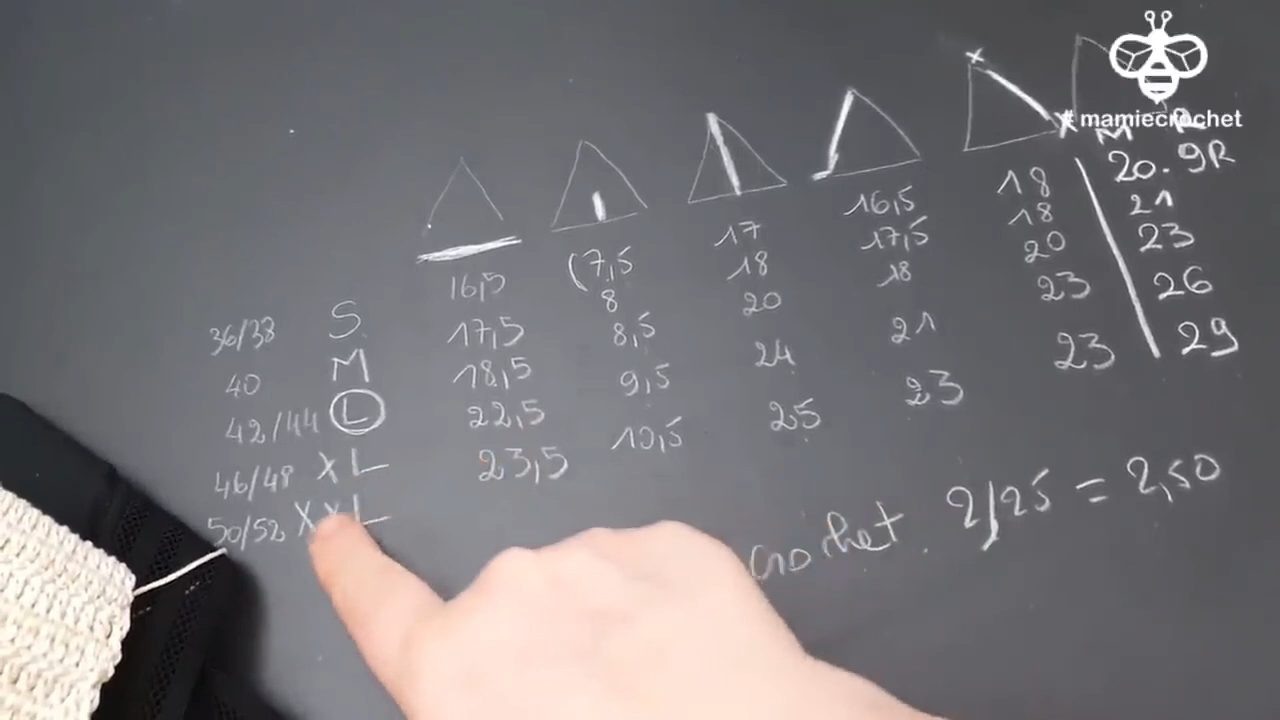 # mamiecrochet
M R
36/38 S. 16,5 (7,5 17 16,5 18 20. 9R
40 M 17,5 8 18 17,5 18 21
42/44 L 18,5 8,5 20 18 20 23
46/48 XL 22,5 9,5 24 21 23 26
50/52 XXL 23,5 10,5 25 23 23 29
crochet. 2/25 = 2,50